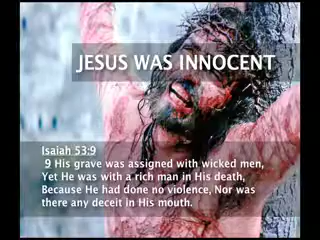 JESUS WAS INNOCENT
Isaiah 53:9
9 His grave was assigned with wicked men,
Yet He was with a rich man in His death,
Because He had done no violence, Nor was
there any deceit in His mouth.